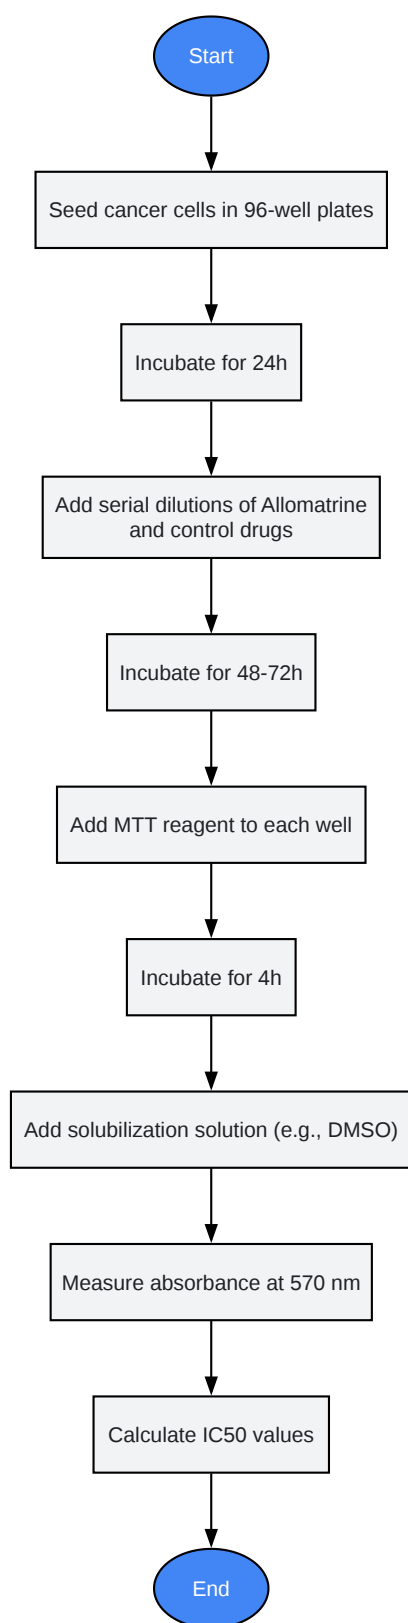 Start
Seed cancer cells in 96-well plates
Incubate for 24h
Add serial dilutions of Allomatrine
and control drugs
Incubate for 48-72h
Add MTT reagent to each well
Incubate for 4h
Add solubilization solution (e.g., DMSO)
Measure absorbance at 570 nm
Calculate IC50 values
End